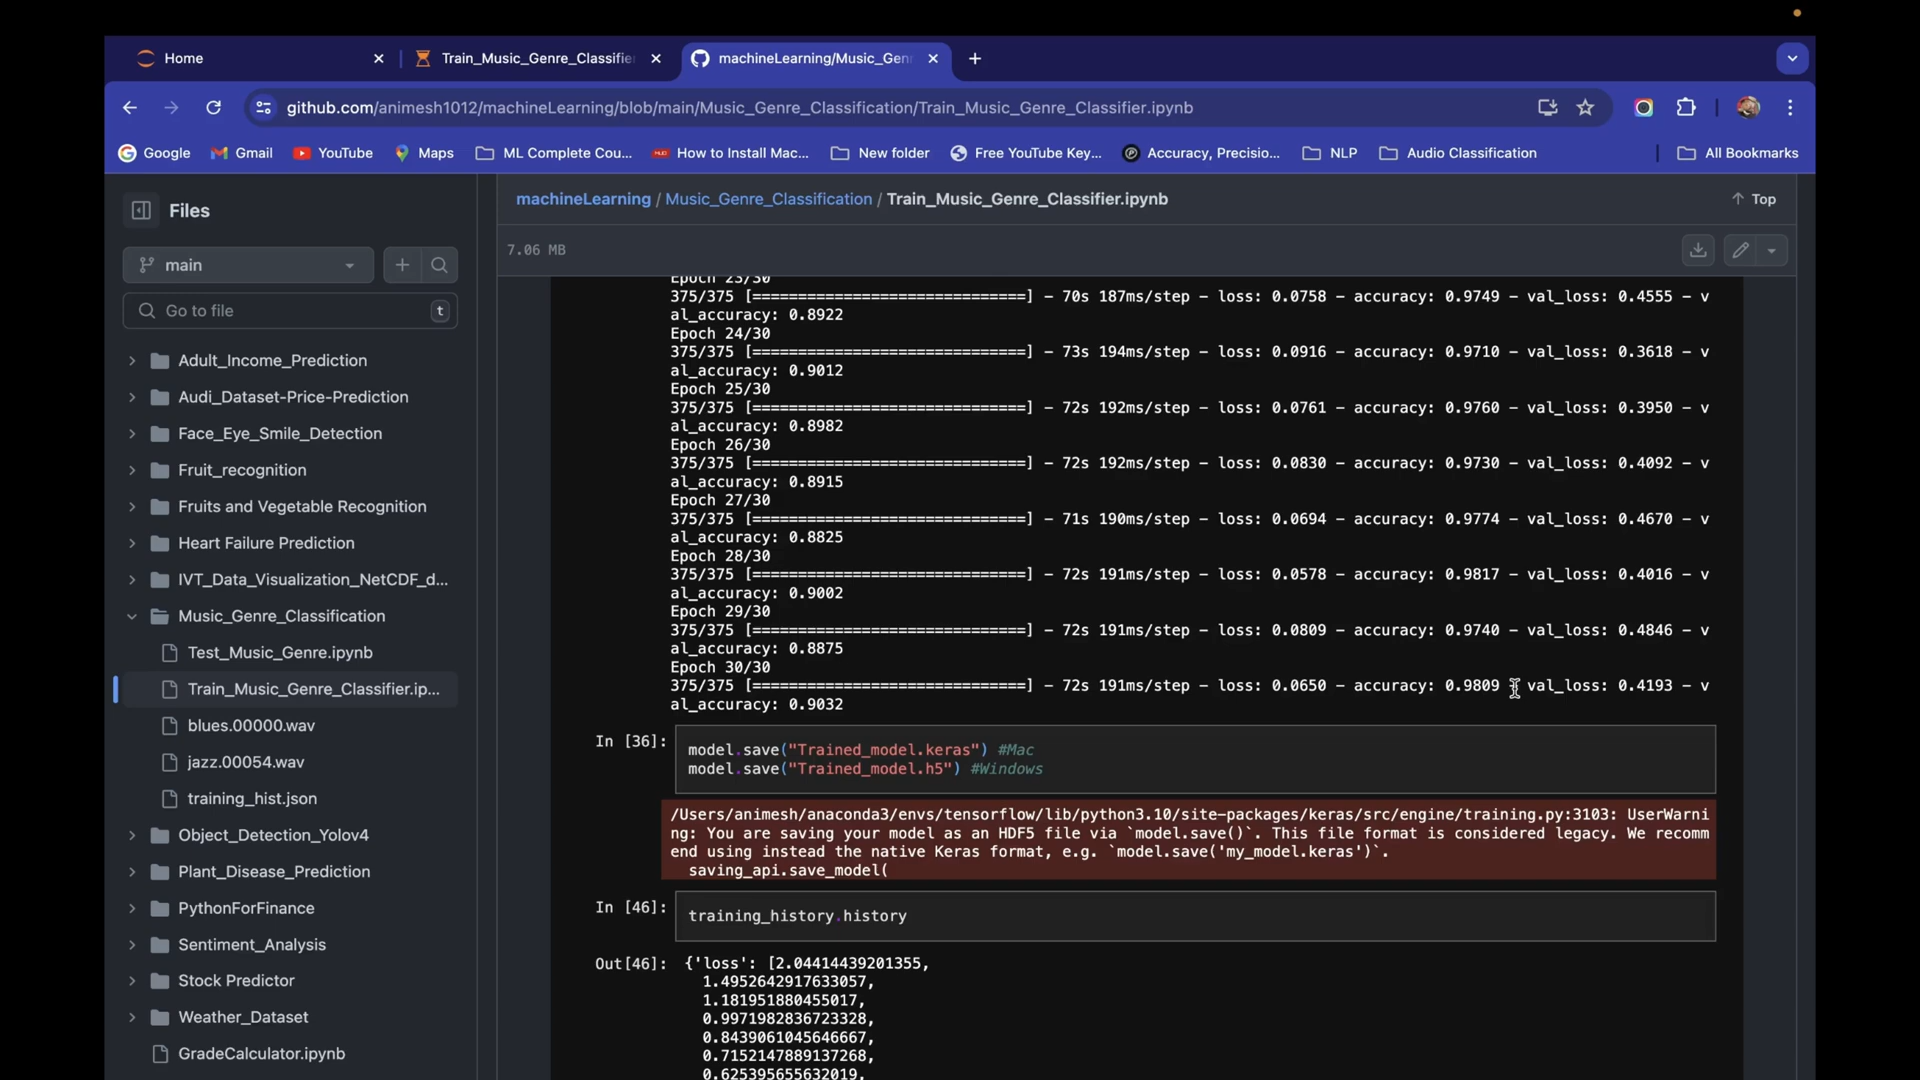 Home
Train_Music_Genre_Classifier
machineLearning/Music_Gen
github.com/animesh1012/machineLearning/blob/main/Music_Genre_Classification/Train_Music_Genre_Classifier.ipynb
Google Gmail YouTube Maps ML Complete Cou... How to Install Mac... New folder Free YouTube Key... Accuracy, Precisio... NLP Audio Classification All Bookmarks
Files
main
Go to file t
Adult_Income_Prediction
Audi_Dataset-Price-Prediction
Face_Eye_Smile_Detection
Fruit_recognition
Fruits and Vegetable Recognition
Heart Failure Prediction
IVT_Data_Visualization_NetCDF_d...
Music_Genre_Classification
Test_Music_Genre.ipynb
Train_Music_Genre_Classifier.ip...
blues.00000.wav
jazz.00054.wav
training_hist.json
Object_Detection_Yolov4
Plant_Disease_Prediction
PythonForFinance
Sentiment_Analysis
Stock Predictor
Weather_Dataset
GradeCalculator.ipynb
machineLearning / Music_Genre_Classification / Train_Music_Genre_Classifier.ipynb
Top
7.06 MB
Epoch 23/30
375/375 [==============================] - 70s 187ms/step - loss: 0.0758 - accuracy: 0.9749 - val_loss: 0.4555 - v
al_accuracy: 0.8922
Epoch 24/30
375/375 [==============================] - 73s 194ms/step - loss: 0.0916 - accuracy: 0.9710 - val_loss: 0.3618 - v
al_accuracy: 0.9012
Epoch 25/30
375/375 [==============================] - 72s 192ms/step - loss: 0.0761 - accuracy: 0.9760 - val_loss: 0.3950 - v
al_accuracy: 0.8982
Epoch 26/30
375/375 [==============================] - 72s 192ms/step - loss: 0.0830 - accuracy: 0.9730 - val_loss: 0.4092 - v
al_accuracy: 0.8915
Epoch 27/30
375/375 [==============================] - 71s 190ms/step - loss: 0.0694 - accuracy: 0.9774 - val_loss: 0.4670 - v
al_accuracy: 0.8825
Epoch 28/30
375/375 [==============================] - 72s 191ms/step - loss: 0.0578 - accuracy: 0.9817 - val_loss: 0.4016 - v
al_accuracy: 0.9002
Epoch 29/30
375/375 [==============================] - 72s 191ms/step - loss: 0.0809 - accuracy: 0.9740 - val_loss: 0.4846 - v
al_accuracy: 0.8875
Epoch 30/30
375/375 [==============================] - 72s 191ms/step - loss: 0.0650 - accuracy: 0.9809 - val_loss: 0.4193 - v
al_accuracy: 0.9032
In [36]: model.save("Trained_model.keras") #Mac
model.save("Trained_model.h5") #Windows
/Users/animesh/anaconda3/envs/tensorflow/lib/python3.10/site-packages/keras/src/engine/training.py:3103: UserWarni
ng: You are saving your model as an HDF5 file via `model.save()`. This file format is considered legacy. We recomm
end using instead the native Keras format, e.g. `model.save('my_model.keras')`.
saving_api.save_model(
In [46]: training_history.history
Out[46]: {'loss': [2.04414439201355,
1.4952642917633057,
1.181951880455017,
0.9971982836723328,
0.8439061045646667,
0.7152147889137268,
0.625395655632019,